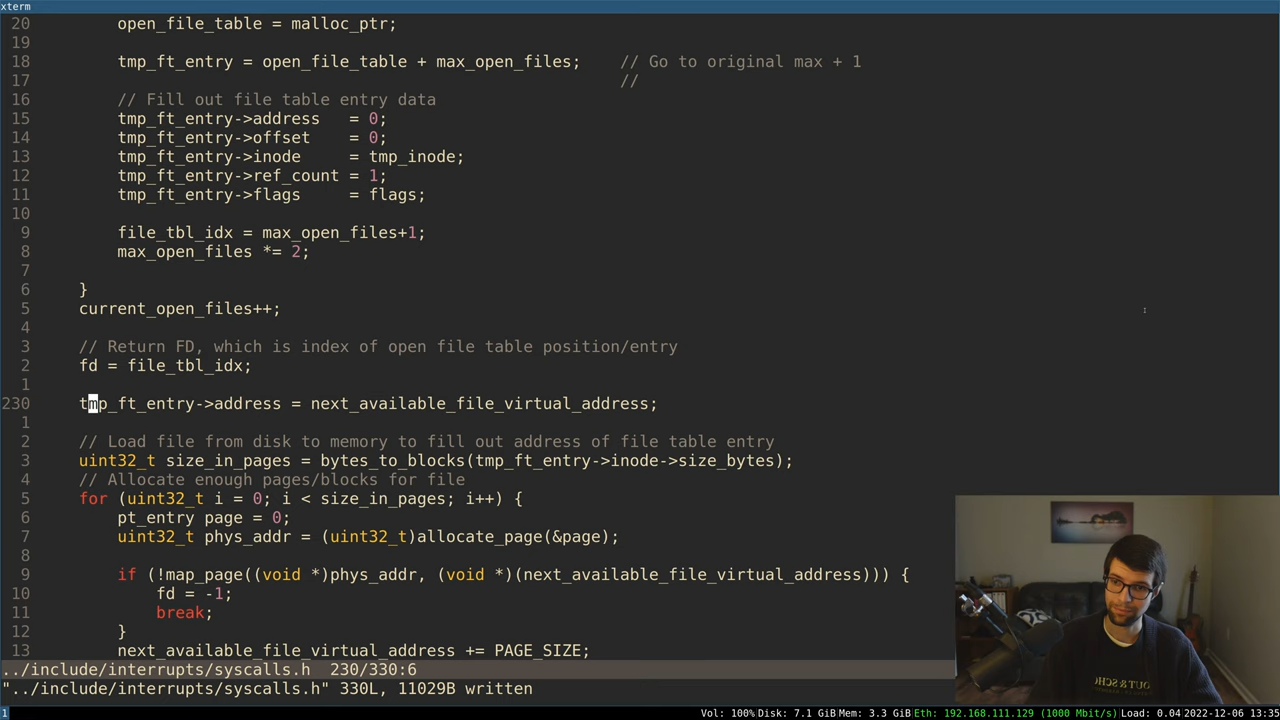 xterm
20 open_file_table = malloc_ptr;
19
18 tmp_ft_entry = open_file_table + max_open_files; // Go to original max + 1
17 //
16 // Fill out file table entry data
15 tmp_ft_entry->address = 0;
14 tmp_ft_entry->offset = 0;
13 tmp_ft_entry->inode = tmp_inode;
12 tmp_ft_entry->ref_count = 1;
11 tmp_ft_entry->flags = flags;
10
9 file_tbl_idx = max_open_files+1;
8 max_open_files *= 2;
7
6 }
5 current_open_files++;
4
3 // Return FD, which is index of open file table position/entry
2 fd = file_tbl_idx;
1
230 tmp_ft_entry->address = next_available_file_virtual_address;
1
2 // Load file from disk to memory to fill out address of file table entry
3 uint32_t size_in_pages = bytes_to_blocks(tmp_ft_entry->inode->size_bytes);
4 // Allocate enough pages/blocks for file
5 for (uint32_t i = 0; i < size_in_pages; i++) {
6 pt_entry page = 0;
7 uint32_t phys_addr = (uint32_t)allocate_page(&page);
8
9 if (!map_page((void *)phys_addr, (void *)(next_available_file_virtual_address))) {
10 fd = -1;
11 break;
12 }
13 next_available_file_virtual_address += PAGE_SIZE;
../include/interrupts/syscalls.h 230/330:6
"../include/interrupts/syscalls.h" 330L, 11029B written
1 Vol: 100% Disk: 7.1 GiB Mem: 3.3 GiB Eth: 192.168.111.129 (1000 Mbit/s) Load: 0.04 2022-12-06 13:35